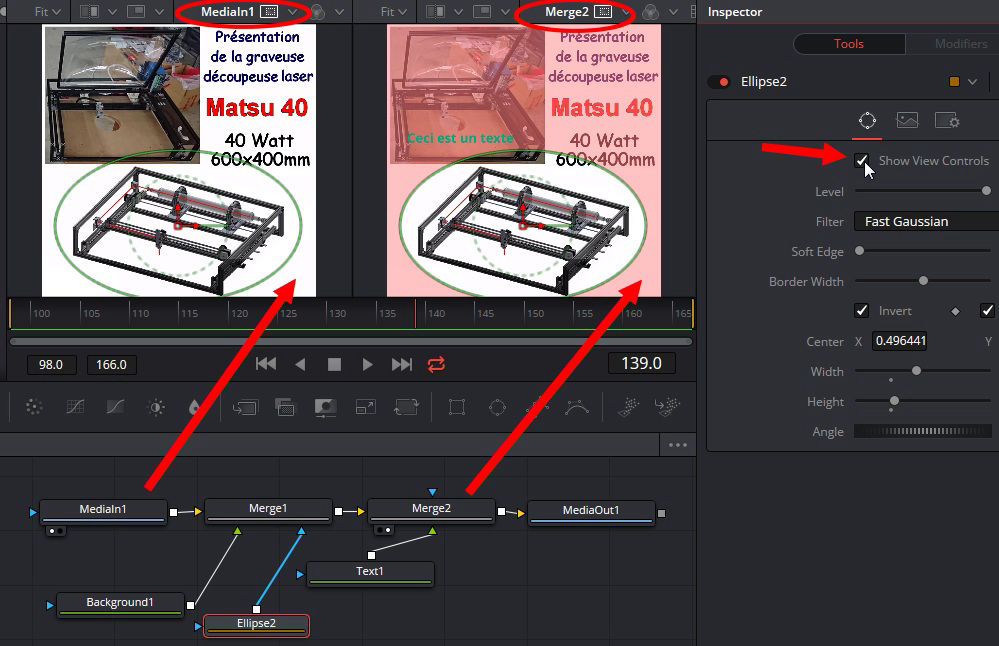 Fit
MediaIn1
Fit
Merge2
Inspector
Tools
Modifiers
Ellipse2
Présentation
de la graveuse
découpeuse laser
Matsu 40
40 Watt
600x400mm
Présentation
de la graveuse
découpeuse laser
Matsu 40
Ceci est un texte
40 Watt
600x400mm
Show View Controls
Level
Filter Fast Gaussian
Soft Edge
Border Width
Invert
Center X 0.496441 Y
Width
Height
Angle
100 105 110 115 120 125 130 135 140 145 150 155 160 165
98.0 166.0 139.0
MediaIn1
Merge1
Merge2
MediaOut1
Text1
Background1
Ellipse2